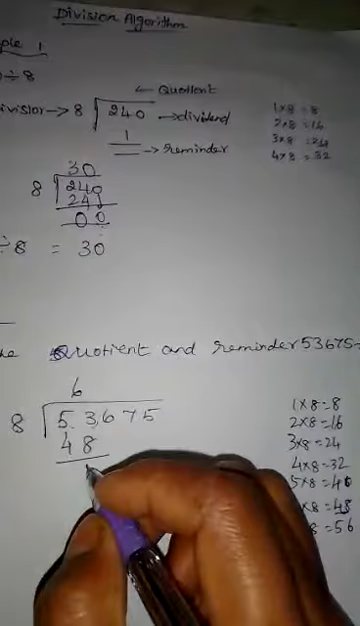 Division Algorithm
ple 1
÷ 8
← Quotient
ivisior → 8 240 → dividend
1 → reminder
1×8 = 8
2×8 = 16
3×8 = 24
4×8 = 32
30
8 240
24
00
÷8 = 30
he Quotient and reminder 53675
6
8 53675
48
1×8 = 8
2×8 = 16
3×8 = 24
4×8 = 32
5×8 = 40
×8 = 48
8 = 56